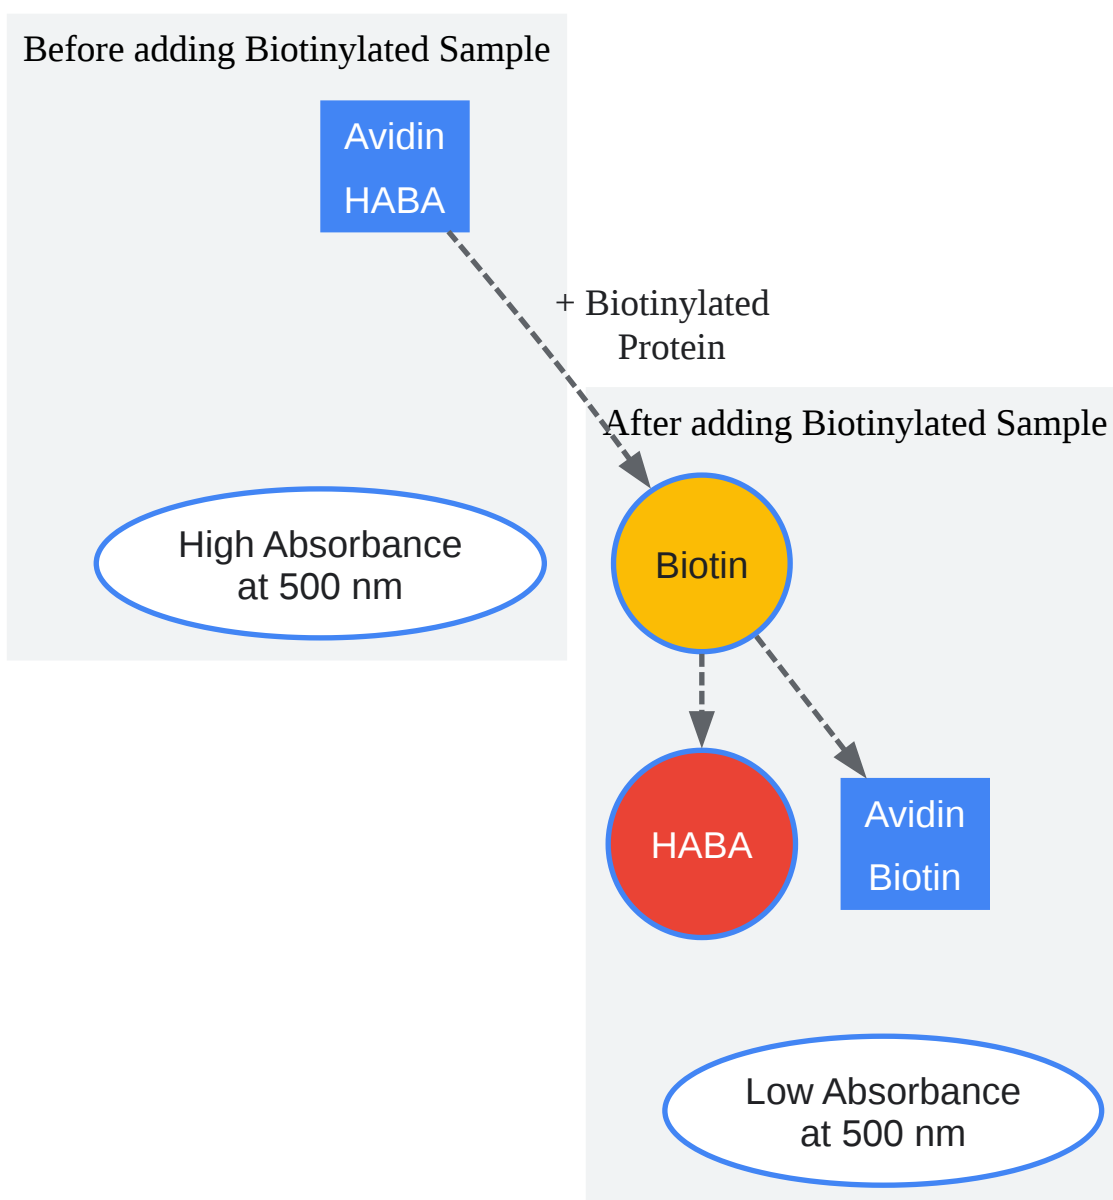 Before adding Biotinylated Sample
Avidin
HABA
+ Biotinylated
Protein
After adding Biotinylated Sample
High Absorbance
at 500 nm
Biotin
HABA
Avidin
Biotin
Low Absorbance
at 500 nm